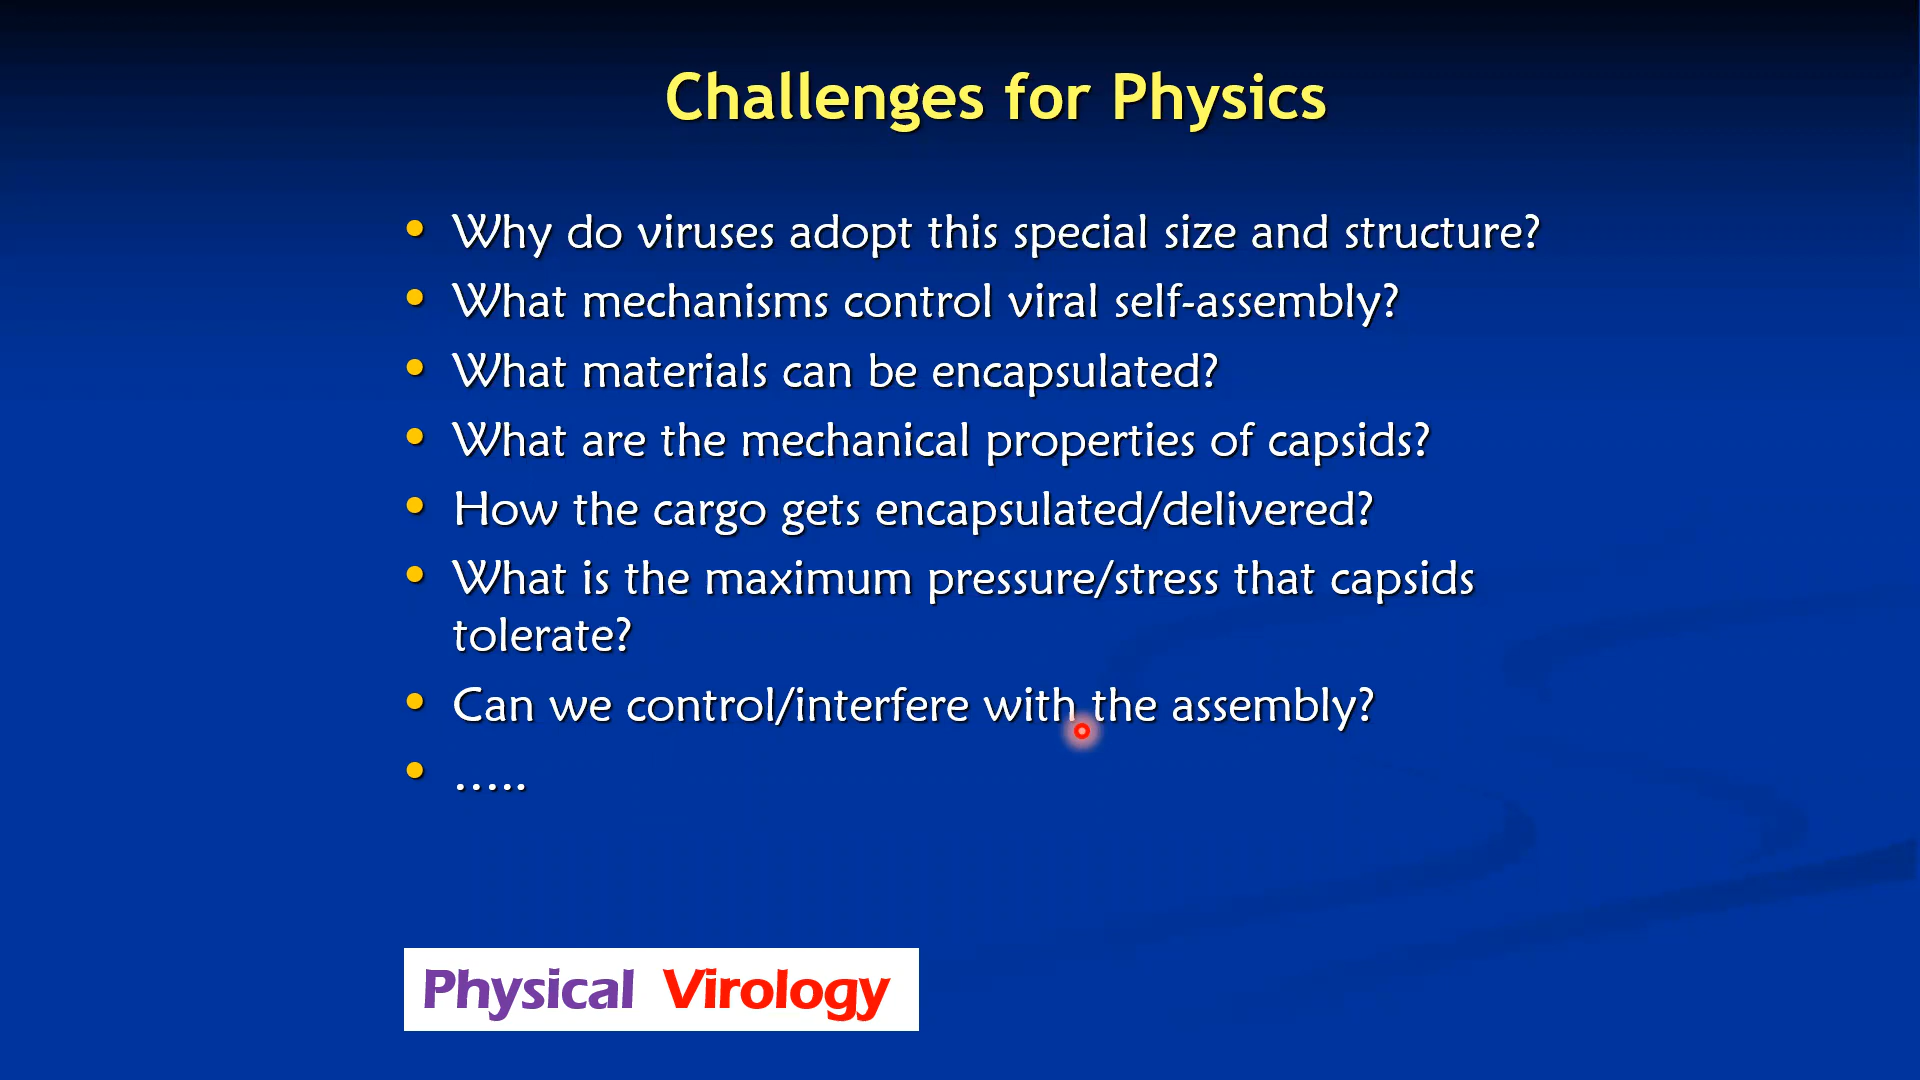 Challenges for Physics
• Why do viruses adopt this special size and structure?
• What mechanisms control viral self-assembly?
• What materials can be encapsulated?
• What are the mechanical properties of capsids?
• How the cargo gets encapsulated/delivered?
• What is the maximum pressure/stress that capsids
tolerate?
• Can we control/interfere with the assembly?
• .....
Physical Virology